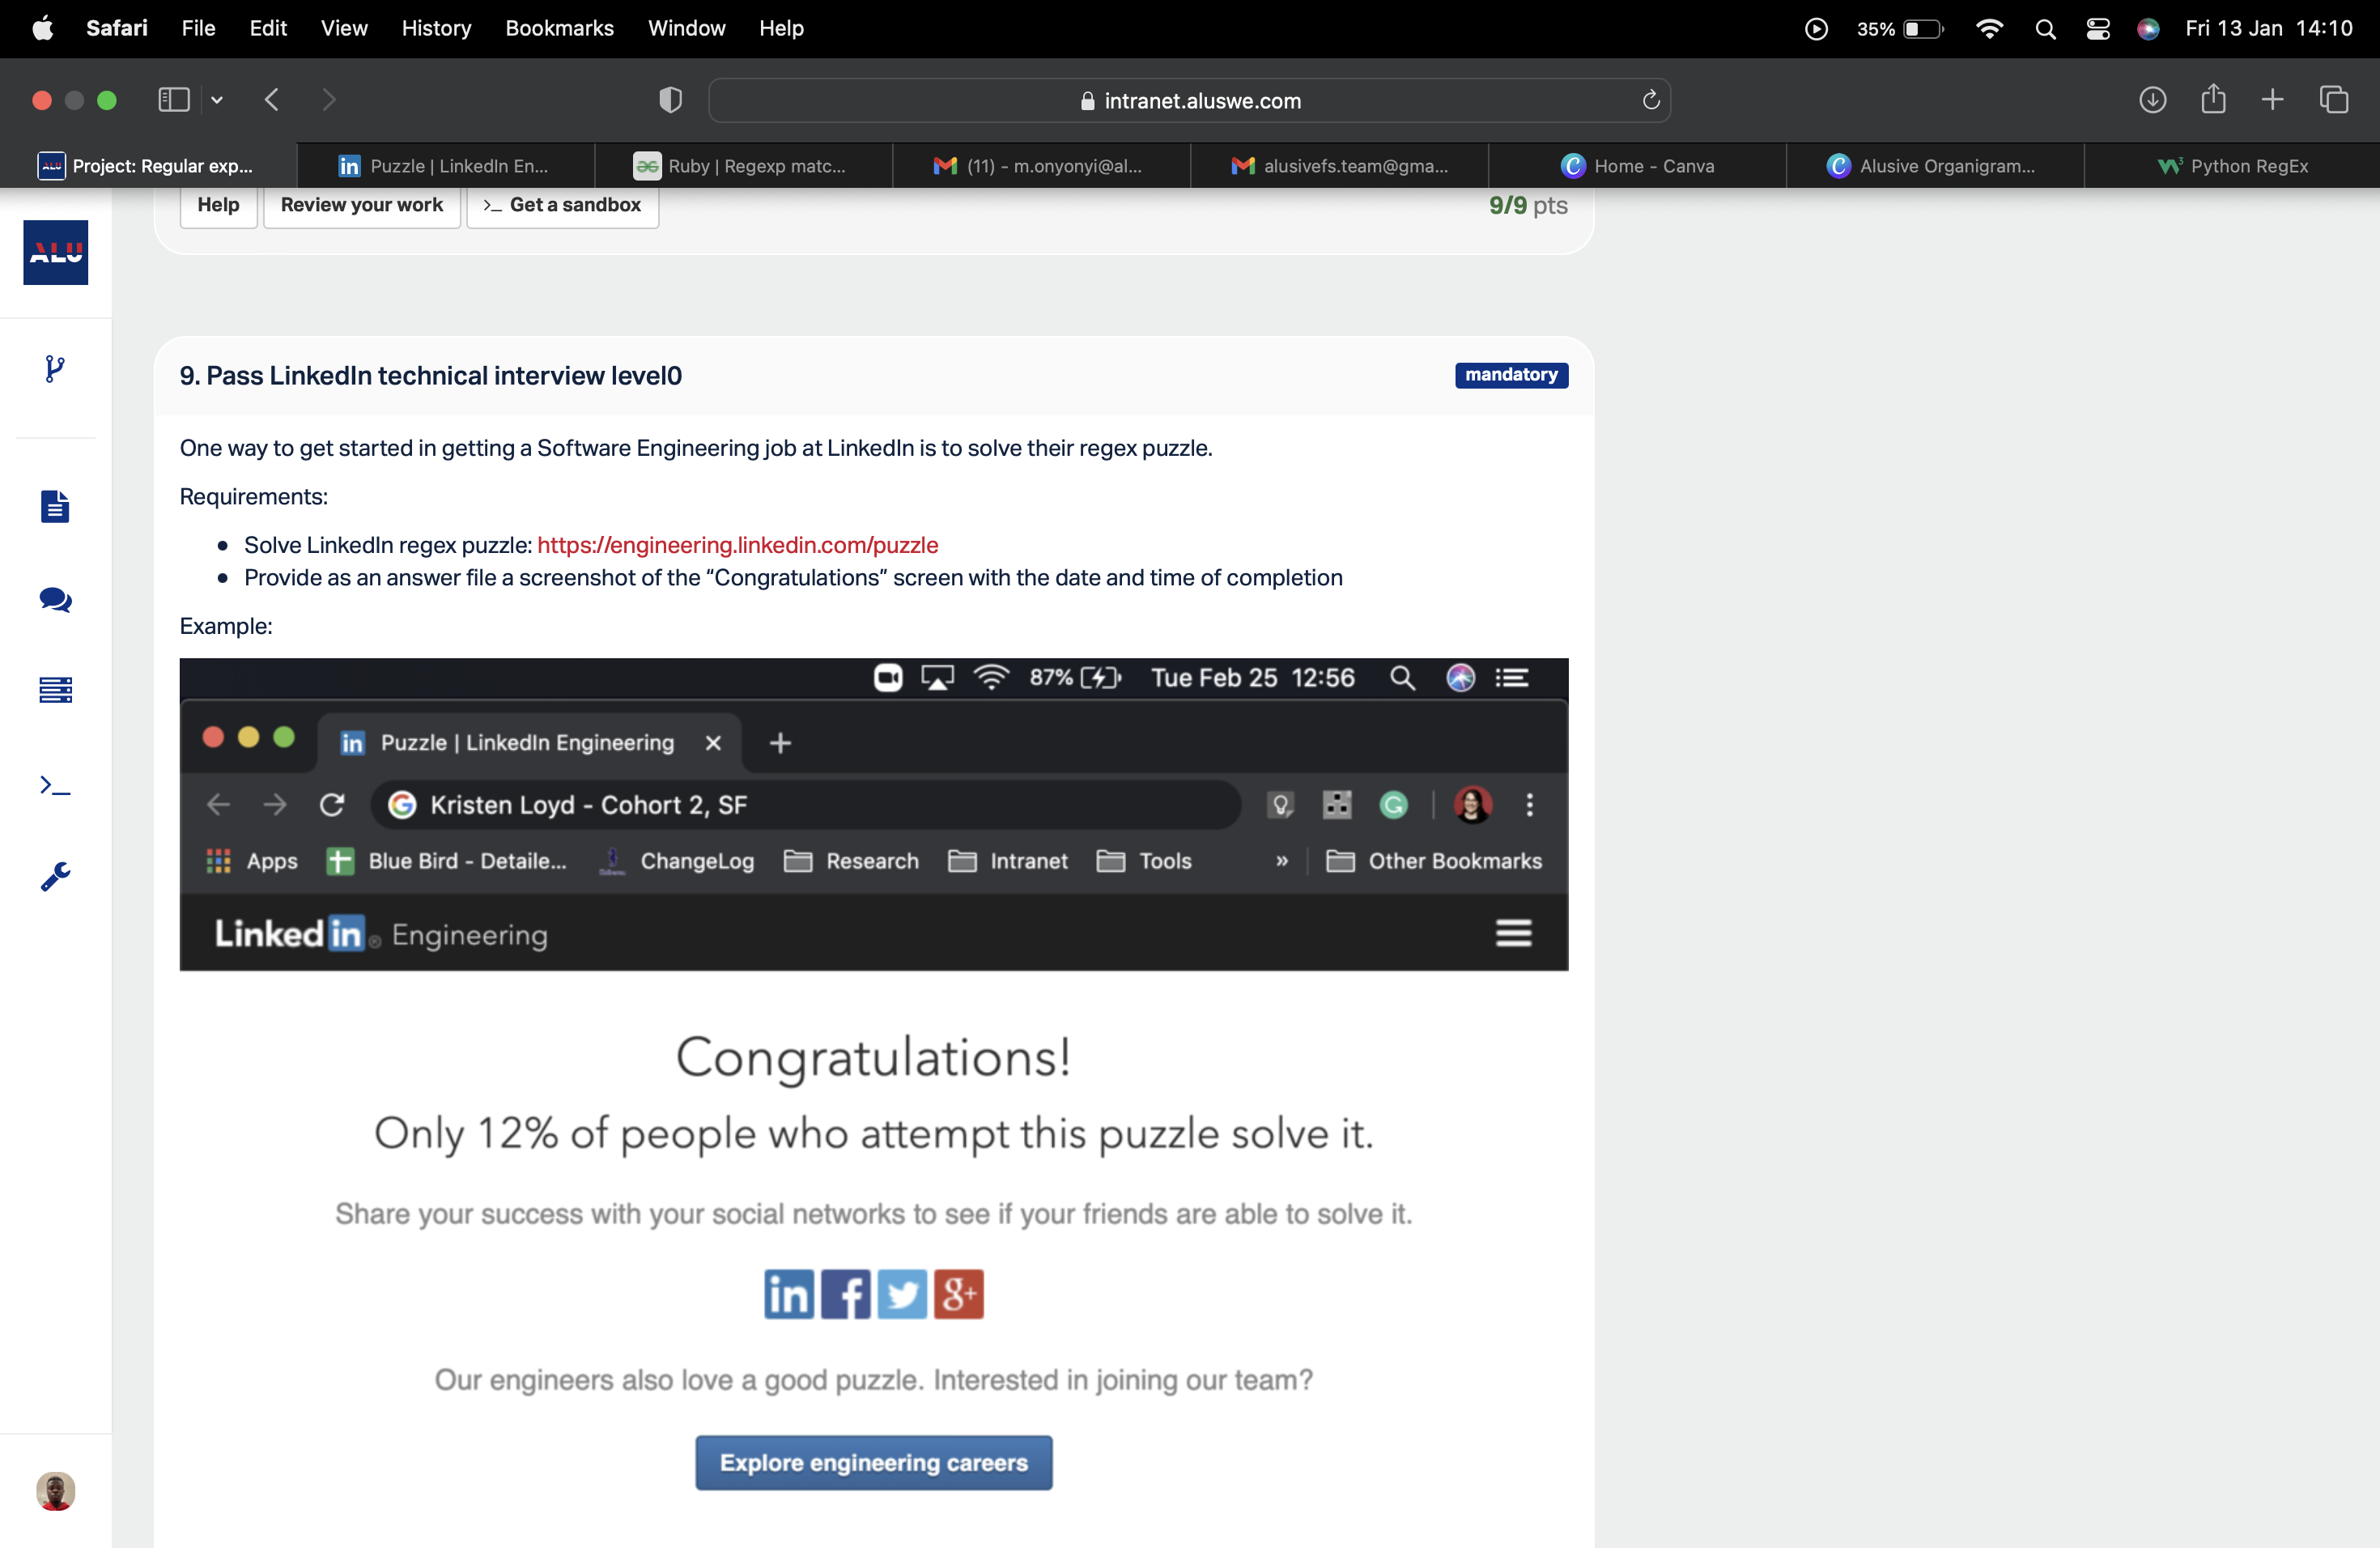 Safari File Edit View History Bookmarks Window Help 35% Fri 13 Jan 14:10
intranet.aluswe.com
Project: Regular exp... Puzzle | LinkedIn En... Ruby | Regexp matc... (11) - m.onyonyi@al... alusivefs.team@gma... Home - Canva Alusive Organigram... Python RegEx
Help Review your work >_ Get a sandbox 9/9 pts
ALU
9. Pass LinkedIn technical interview level0 mandatory
One way to get started in getting a Software Engineering job at LinkedIn is to solve their regex puzzle.
Requirements:
• Solve LinkedIn regex puzzle: https://engineering.linkedin.com/puzzle
• Provide as an answer file a screenshot of the “Congratulations” screen with the date and time of completion
Example:
87% Tue Feb 25 12:56
Puzzle | LinkedIn Engineering
Kristen Loyd - Cohort 2, SF
Apps Blue Bird - Detaile... ChangeLog Research Intranet Tools » Other Bookmarks
Linked in® Engineering
Congratulations!
Only 12% of people who attempt this puzzle solve it.
Share your success with your social networks to see if your friends are able to solve it.
in f g+
Our engineers also love a good puzzle. Interested in joining our team?
Explore engineering careers